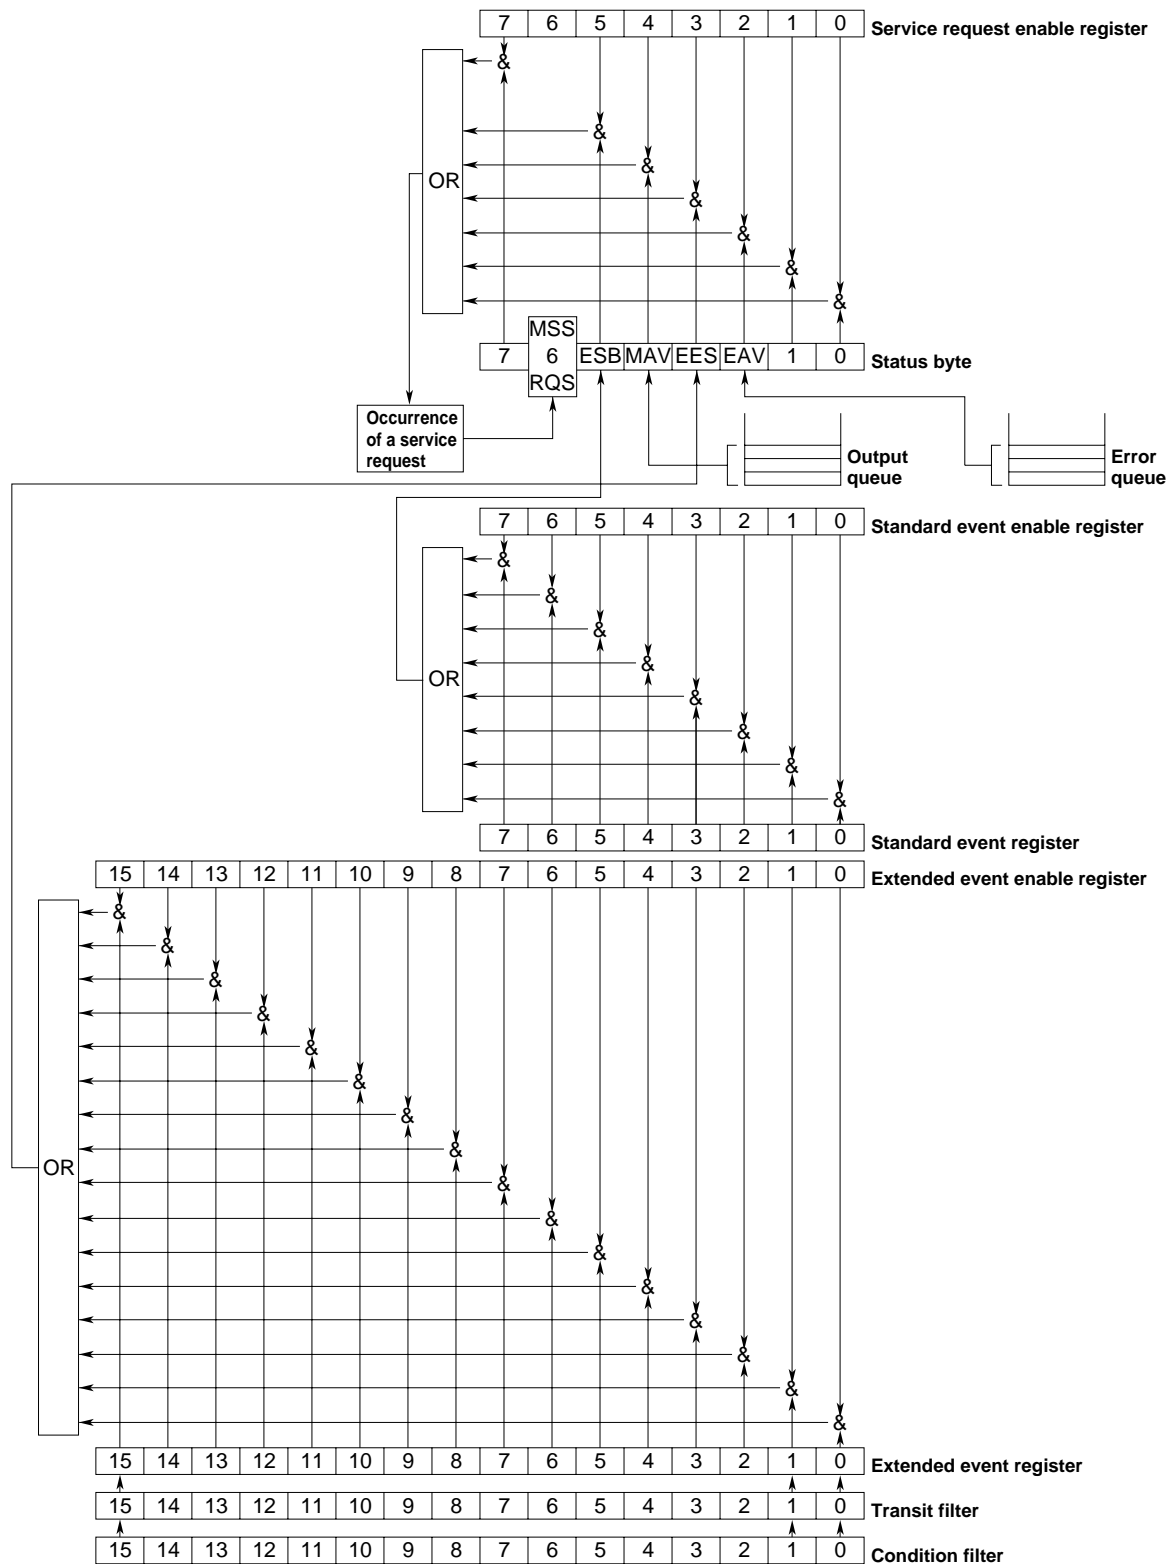 7 6 5 4 3 2 1 0 Service request enable register
&
&
&
OR
&
&
&
&
MSS
7 6 ESB MAV EES EAV 1 0 Status byte
RQS
Occurrence
of a service
request
Output
queue
Error
queue
7 6 5 4 3 2 1 0 Standard event enable register
&
&
&
&
OR
&
&
&
&
7 6 5 4 3 2 1 0 Standard event register
15 14 13 12 11 10 9 8 7 6 5 4 3 2 1 0 Extended event enable register
&
&
&
&
&
&
&
&
OR
&
&
&
&
&
&
&
&
15 14 13 12 11 10 9 8 7 6 5 4 3 2 1 0 Extended event register
15 14 13 12 11 10 9 8 7 6 5 4 3 2 1 0 Transit filter
15 14 13 12 11 10 9 8 7 6 5 4 3 2 1 0 Condition filter